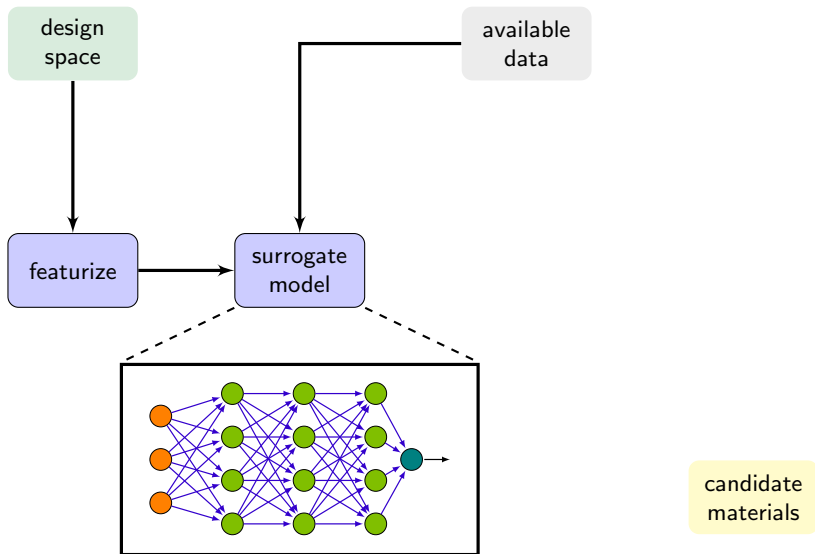 design
space
available
data
featurize
surrogate
model
candidate
materials